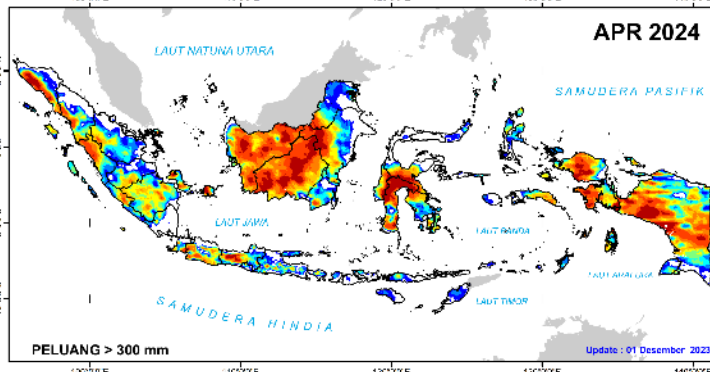 APR 2024
LAUT NATUNA UTARA
SAMUDERA PASIFIK
LAUT JAWA
LAUT BANDA
LAUT ARAFURA
SAMUDERA HINDIA
LAUT TIMOR
PELUANG > 300 mm
Update : 01 Desember 2023